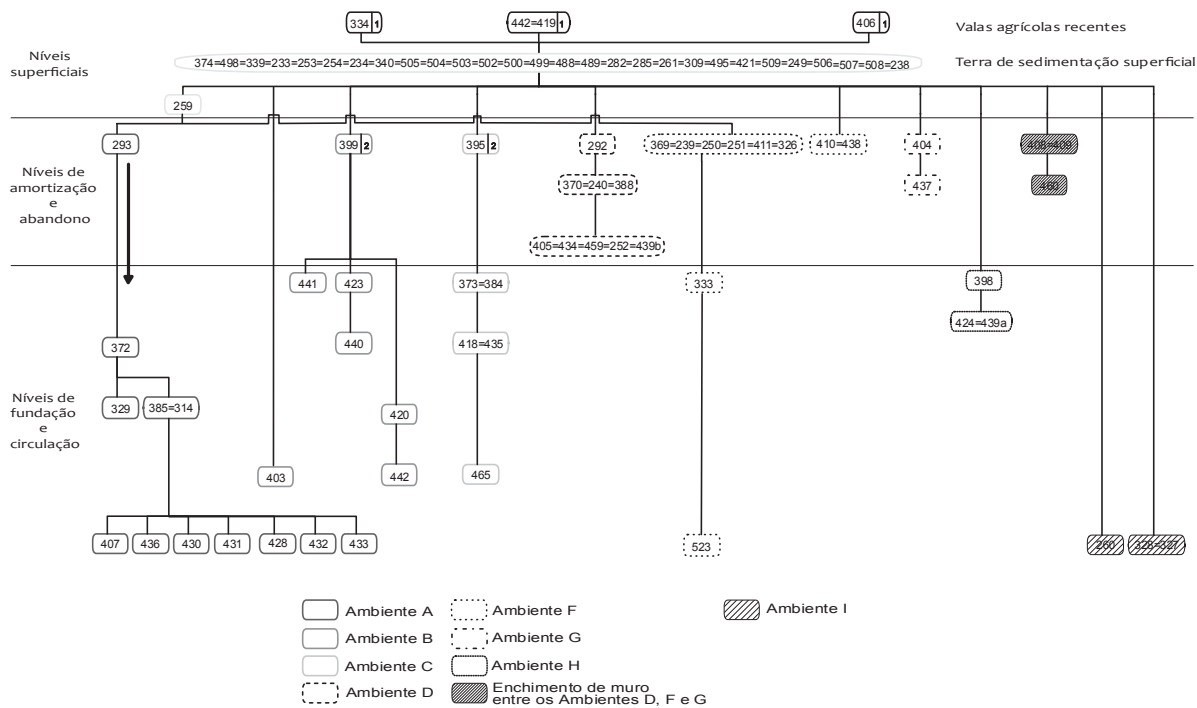 334 1
442=419 1
406 1
Valas agrícolas recentes
Níveis
superficiais
374=498=339=233=253=254=234=340=505=504=503=502=500=499=488=489=282=285=261=309=495=421=509=249=506=507=508=238
Terra de sedimentação superficial
259
293
399 2
395 2
292
369=239=250=251=411=326
410=438
404
408=409
Níveis de
amortização
e
abandono
370=240=388
437
460
405=434=459=252=439b
441
423
373=384
333
398
424=439a
372
440
418=435
Níveis de
fundação
e
circulação
329
385=314
420
403
442
465
407
436
430
431
428
432
433
523
260
328=327
Ambiente A
Ambiente F
Ambiente I
Ambiente B
Ambiente G
Ambiente C
Ambiente H
Ambiente D
Enchimento de muro
entre os Ambientes D, F e G